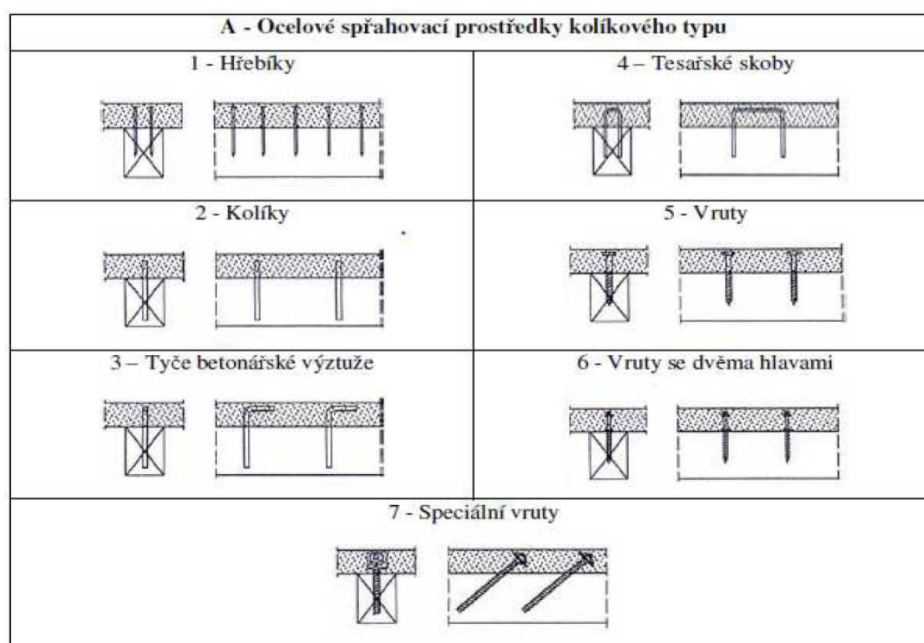 A - Ocelové spřahovací prostředky kolíkového typu
1 - Hřebíky
4 – Tesařské skoby
2 - Kolíky
5 - Vruty
3 – Tyče betonářské výztuže
6 - Vruty se dvěma hlavami
7 - Speciální vruty